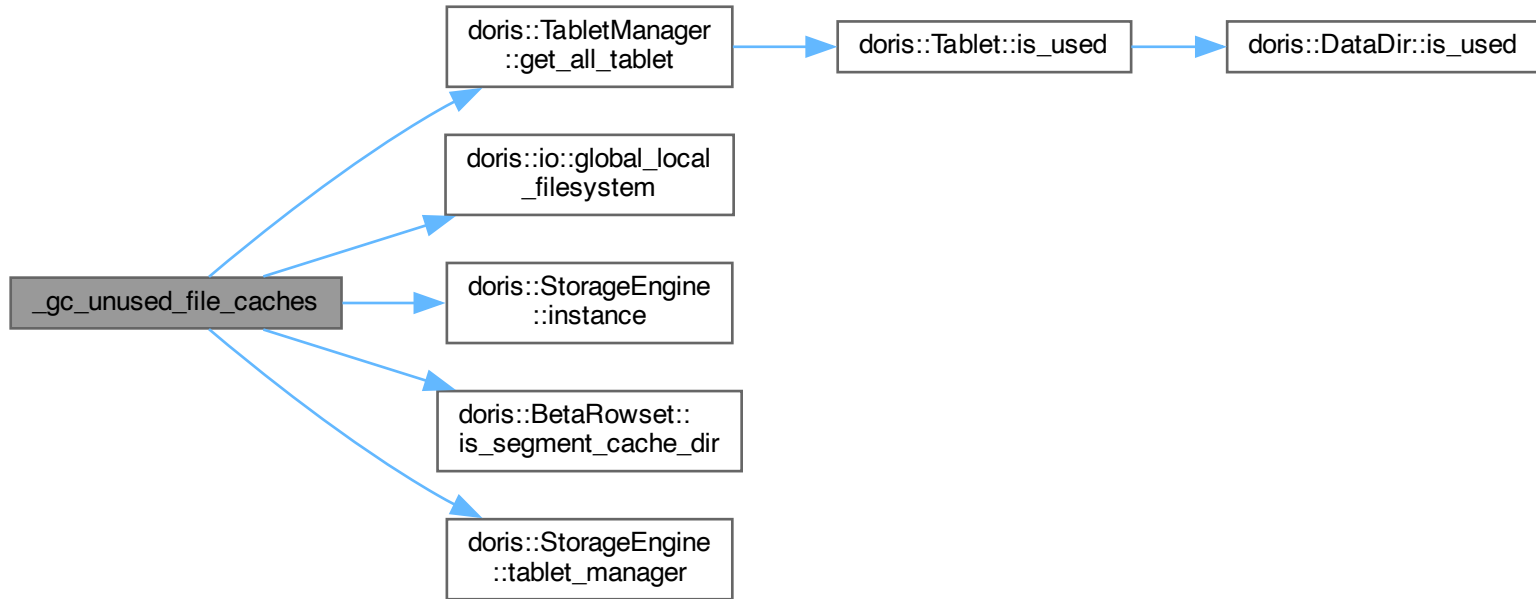 doris::TabletManager
::get_all_tablet
doris::Tablet::is_used
doris::DataDir::is_used
doris::io::global_local
_filesystem
_gc_unused_file_caches
doris::StorageEngine
::instance
doris::BetaRowset::
is_segment_cache_dir
doris::StorageEngine
::tablet_manager